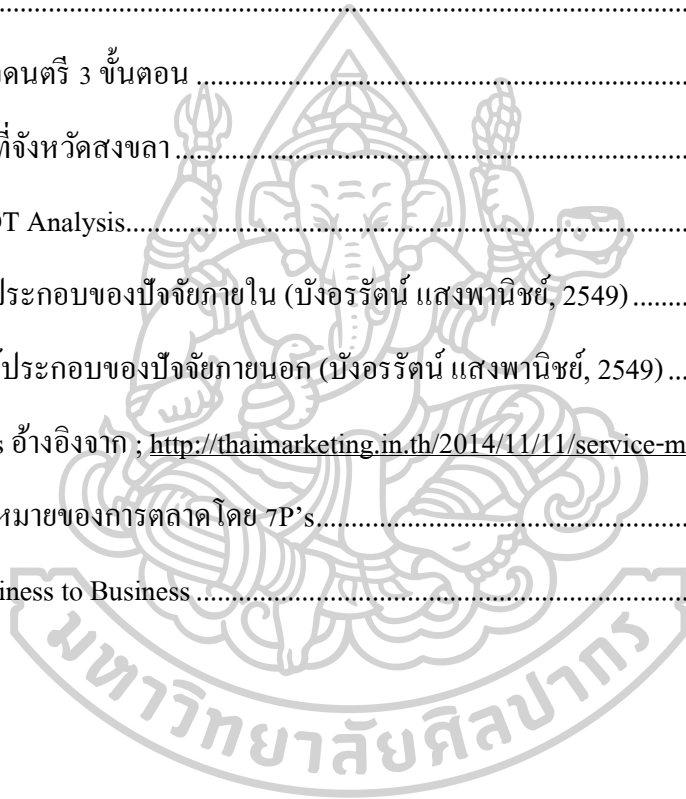 ................................................................................
ดนตรี 3 ขั้นตอน ................................................................................
ที่จังหวัดสงขลา ................................................................................
OT Analysis................................................................................
ประกอบของปัจจัยภายใน (บังอรรัตน์ แสงพานิชย์, 2549) .........
ประกอบของปัจจัยภายนอก (บังอรรัตน์ แสงพานิชย์, 2549) ....
s อ้างอิงจาก ; http://thaimarketing.in.th/2014/11/11/service-m
หมายของการตลาดโดย 7P's................................................................
iness to Business ................................................................................
มหาวิทยาลัยศิลปากร